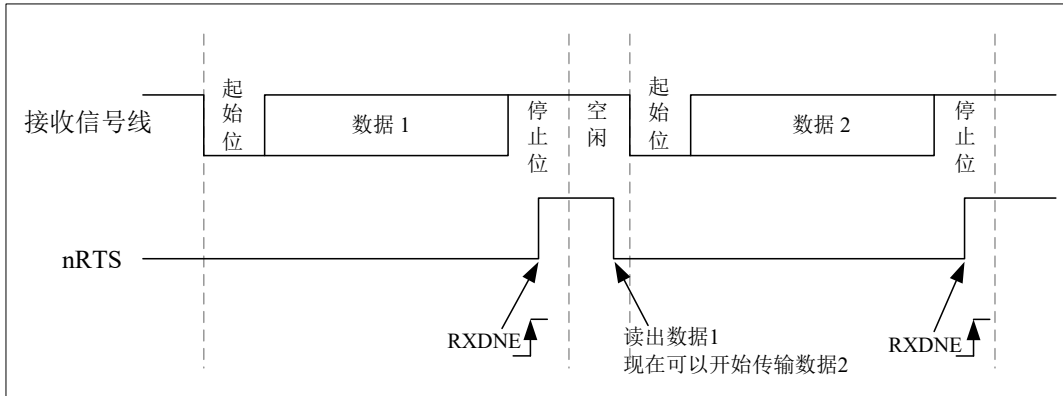 接收信号线
起始位
数据 1
停止位
空闲
起始位
数据 2
停止位
nRTS
RXDNE
读出数据1
现在可以开始传输数据2
RXDNE